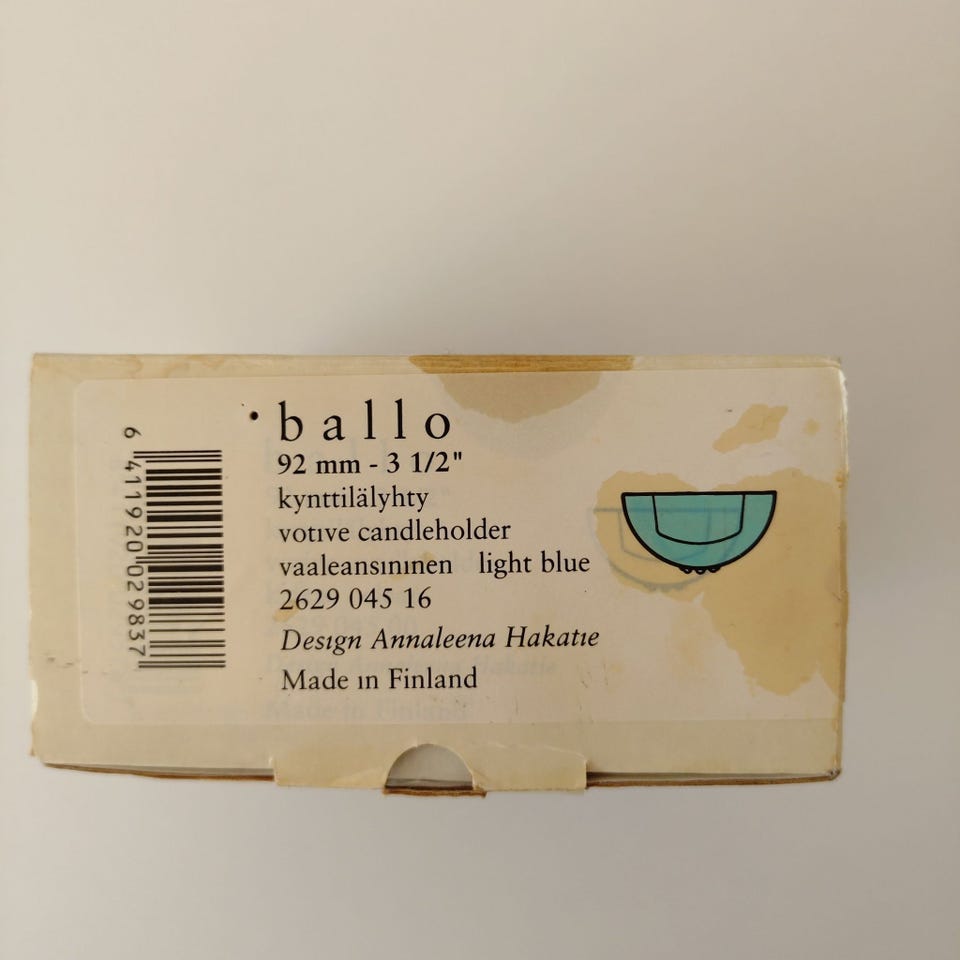 ballo
92 mm - 3 1/2"
kynttilälyhty
votive candleholder
vaaleansininen light blue
2629 045 16
Design Annaleena Hakatie
Made in Finland
6 411920 029837